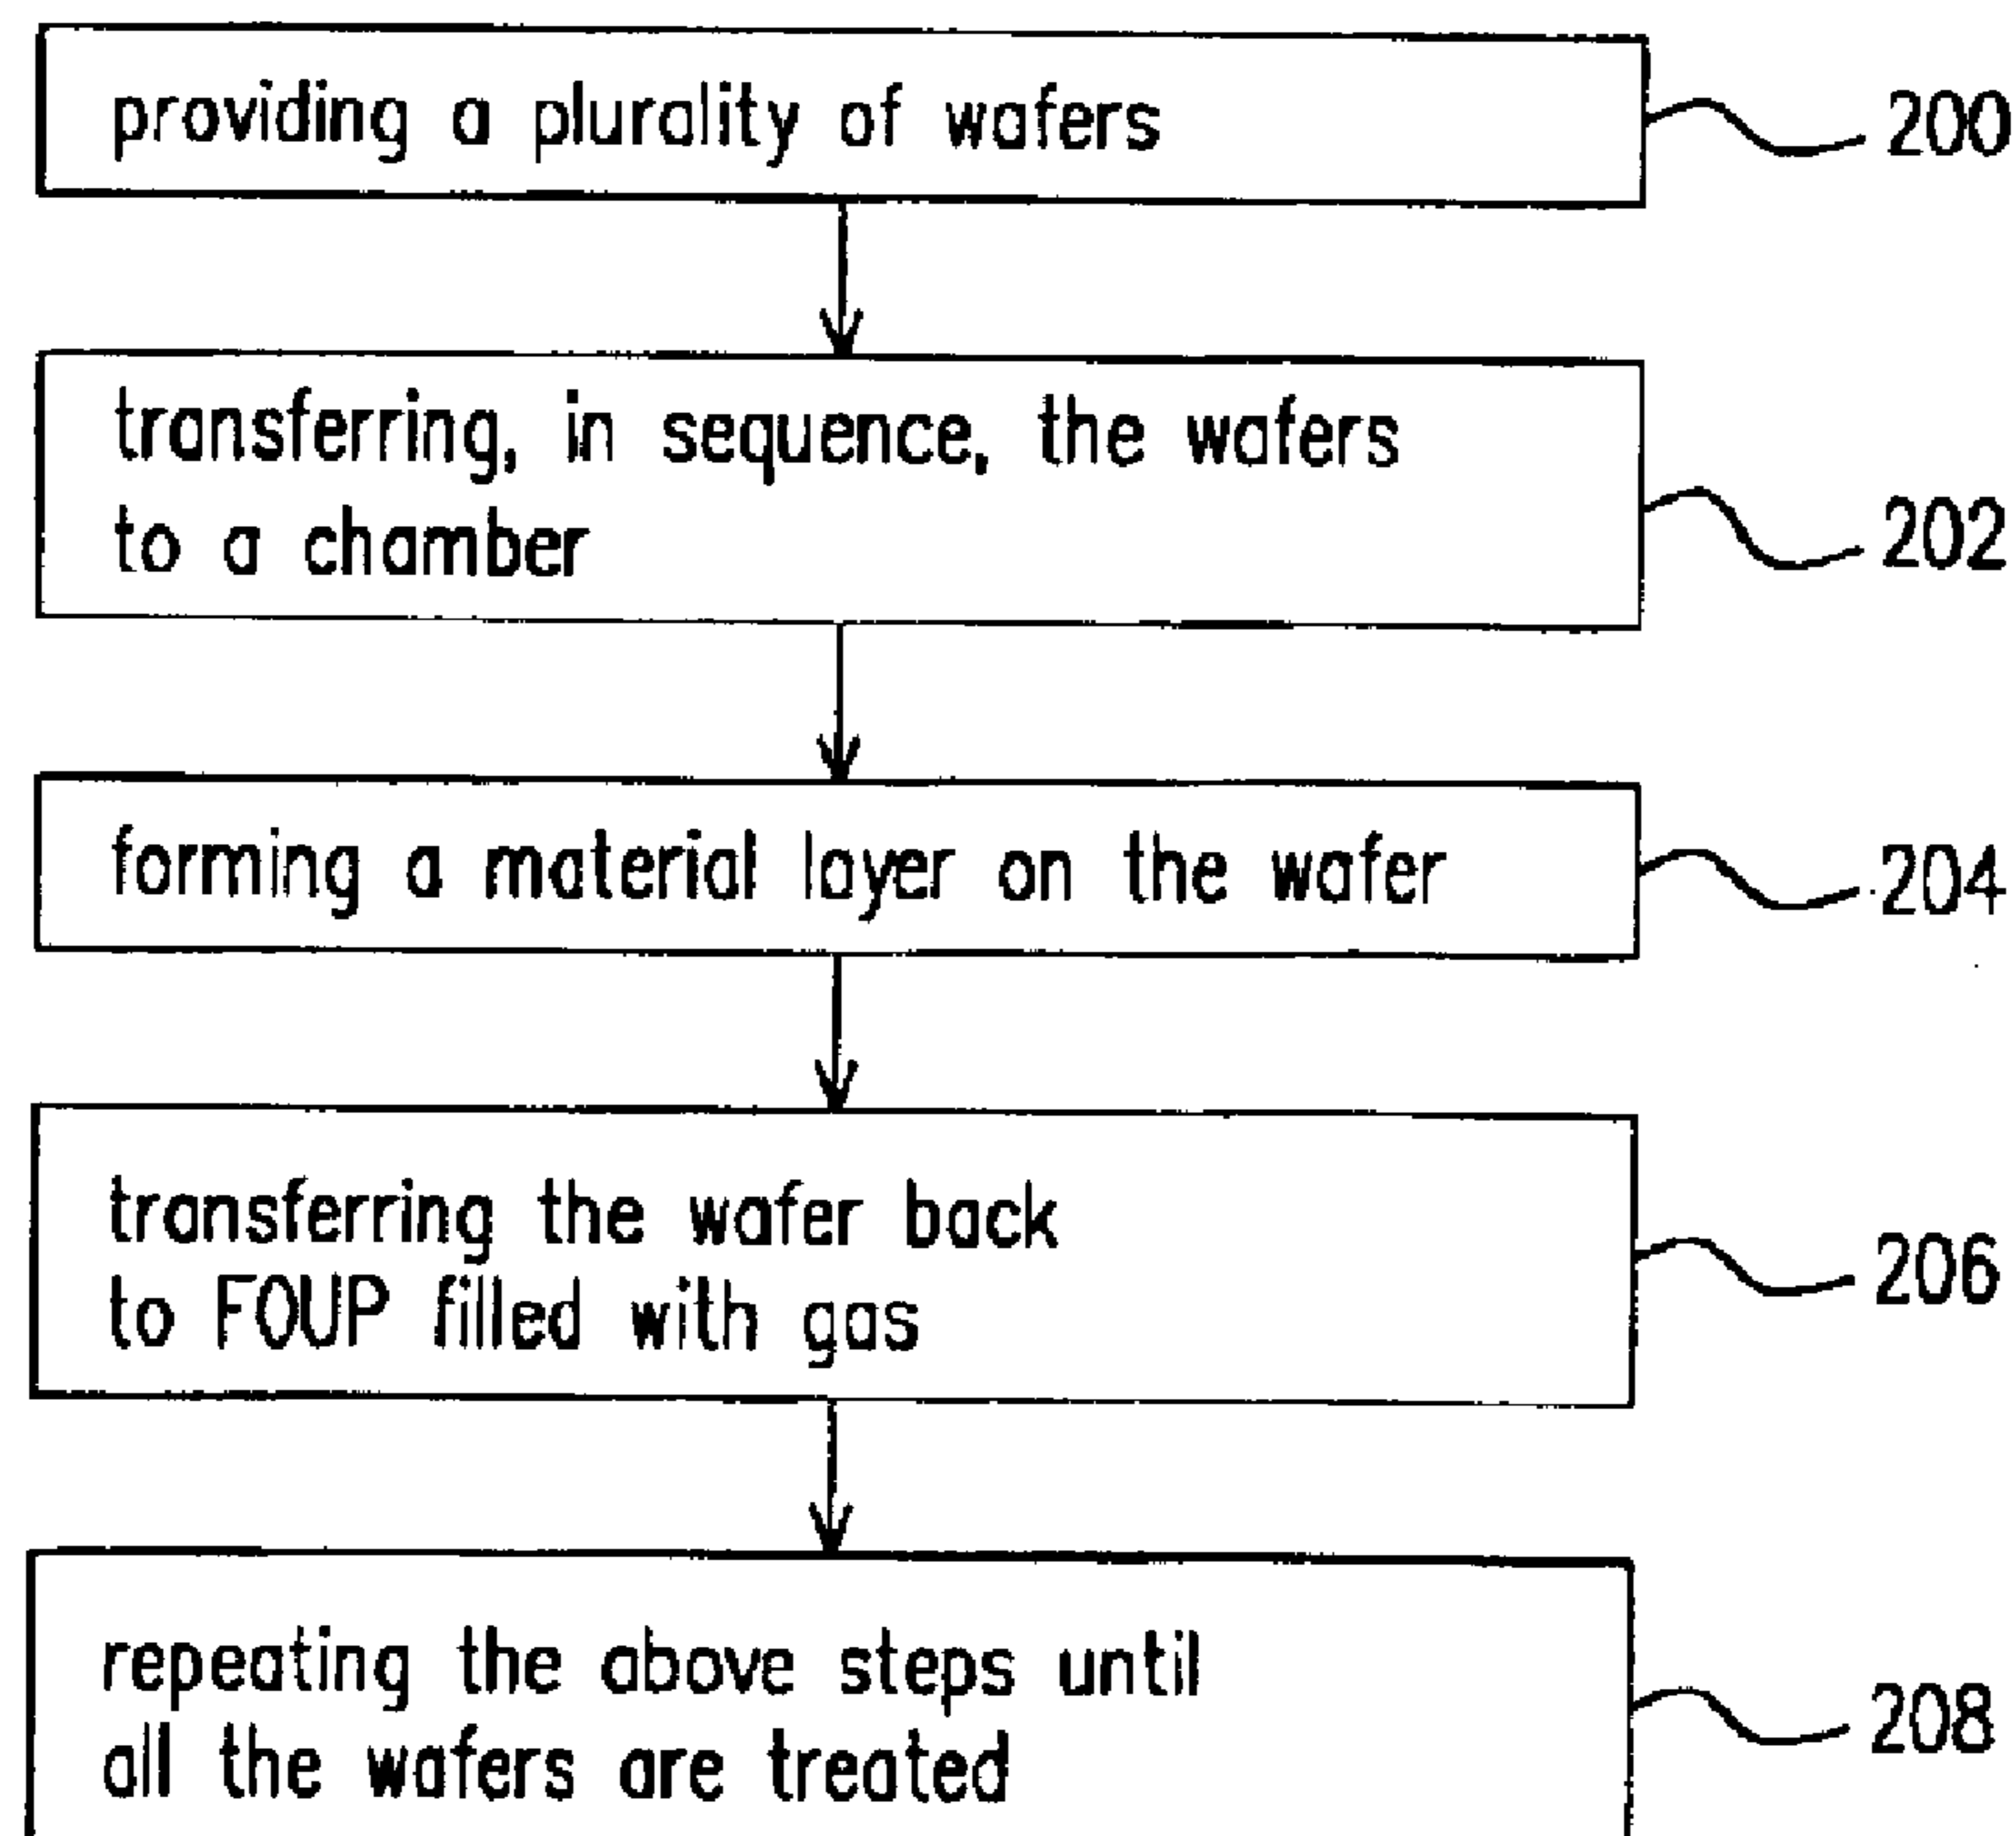 providing a plurality of wafers
200
transferring, in sequence, the wafers
to a chamber
202
forming a material layer on the wafer
204
transferring the wafer back
to FOUP filled with gas
206
repeating the above steps until
all the wafers are treated
208